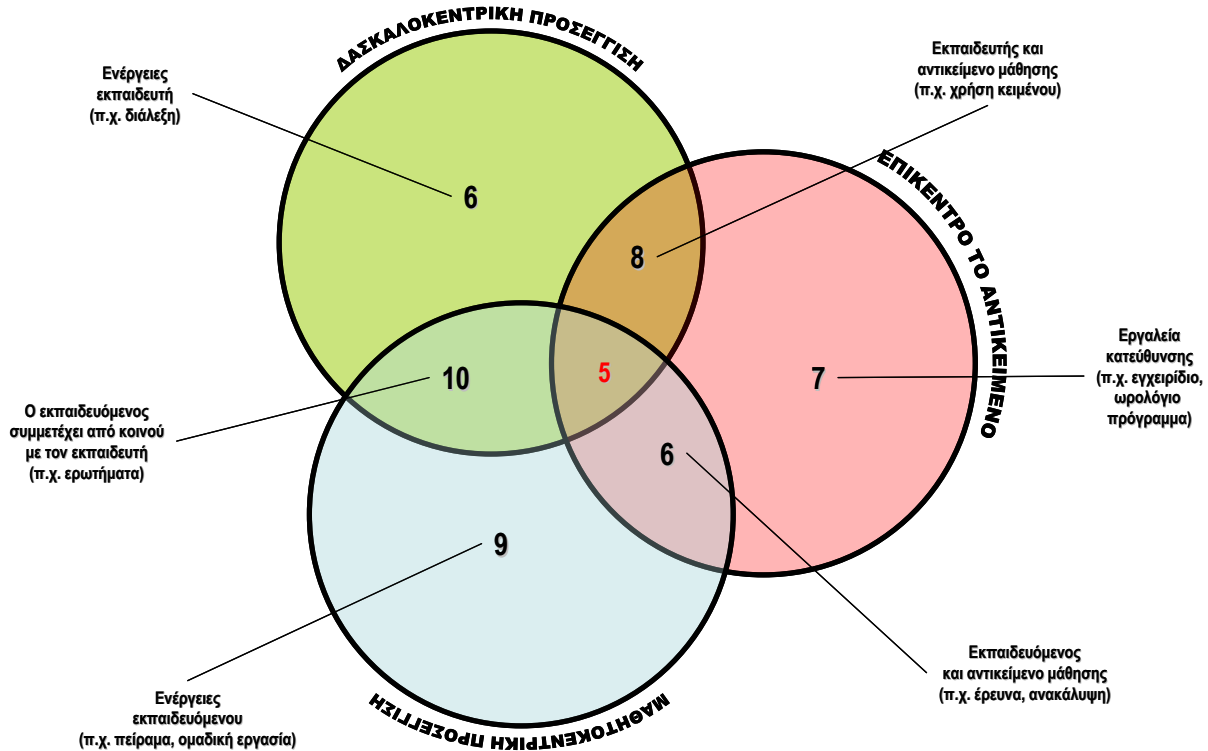 ΔΑΣΚΑΛΟΚΕΝΤΡΙΚΗ ΠΡΟΣΕΓΓΙΣΗ
Ενέργειες
εκπαιδευτή
(π.χ. διάλεξη)
Εκπαιδευτής και
αντικείμενο μάθησης
(π.χ. χρήση κειμένου)
ΕΠΙΚΕΝΤΡΟ ΤΟ ΑΝΤΙΚΕΙΜΕΝΟ
6
8
10
5
7
Εργαλεία
κατεύθυνσης
(π.χ. εγχειρίδιο,
ωρολόγιο
πρόγραμμα)
Ο εκπαιδευόμενος
συμμετέχει από κοινού
με τον εκπαιδευτή
(π.χ. ερωτήματα)
6
9
Εκπαιδευόμενος
και αντικείμενο μάθησης
(π.χ. έρευνα, ανακάλυψη)
Ενέργειες
εκπαιδευόμενου
(π.χ. πείραμα, ομαδική εργασία)
ΜΑΘΗΤΟΚΕΝΤΡΙΚΗ ΠΡΟΣΕΓΓΙΣΗ